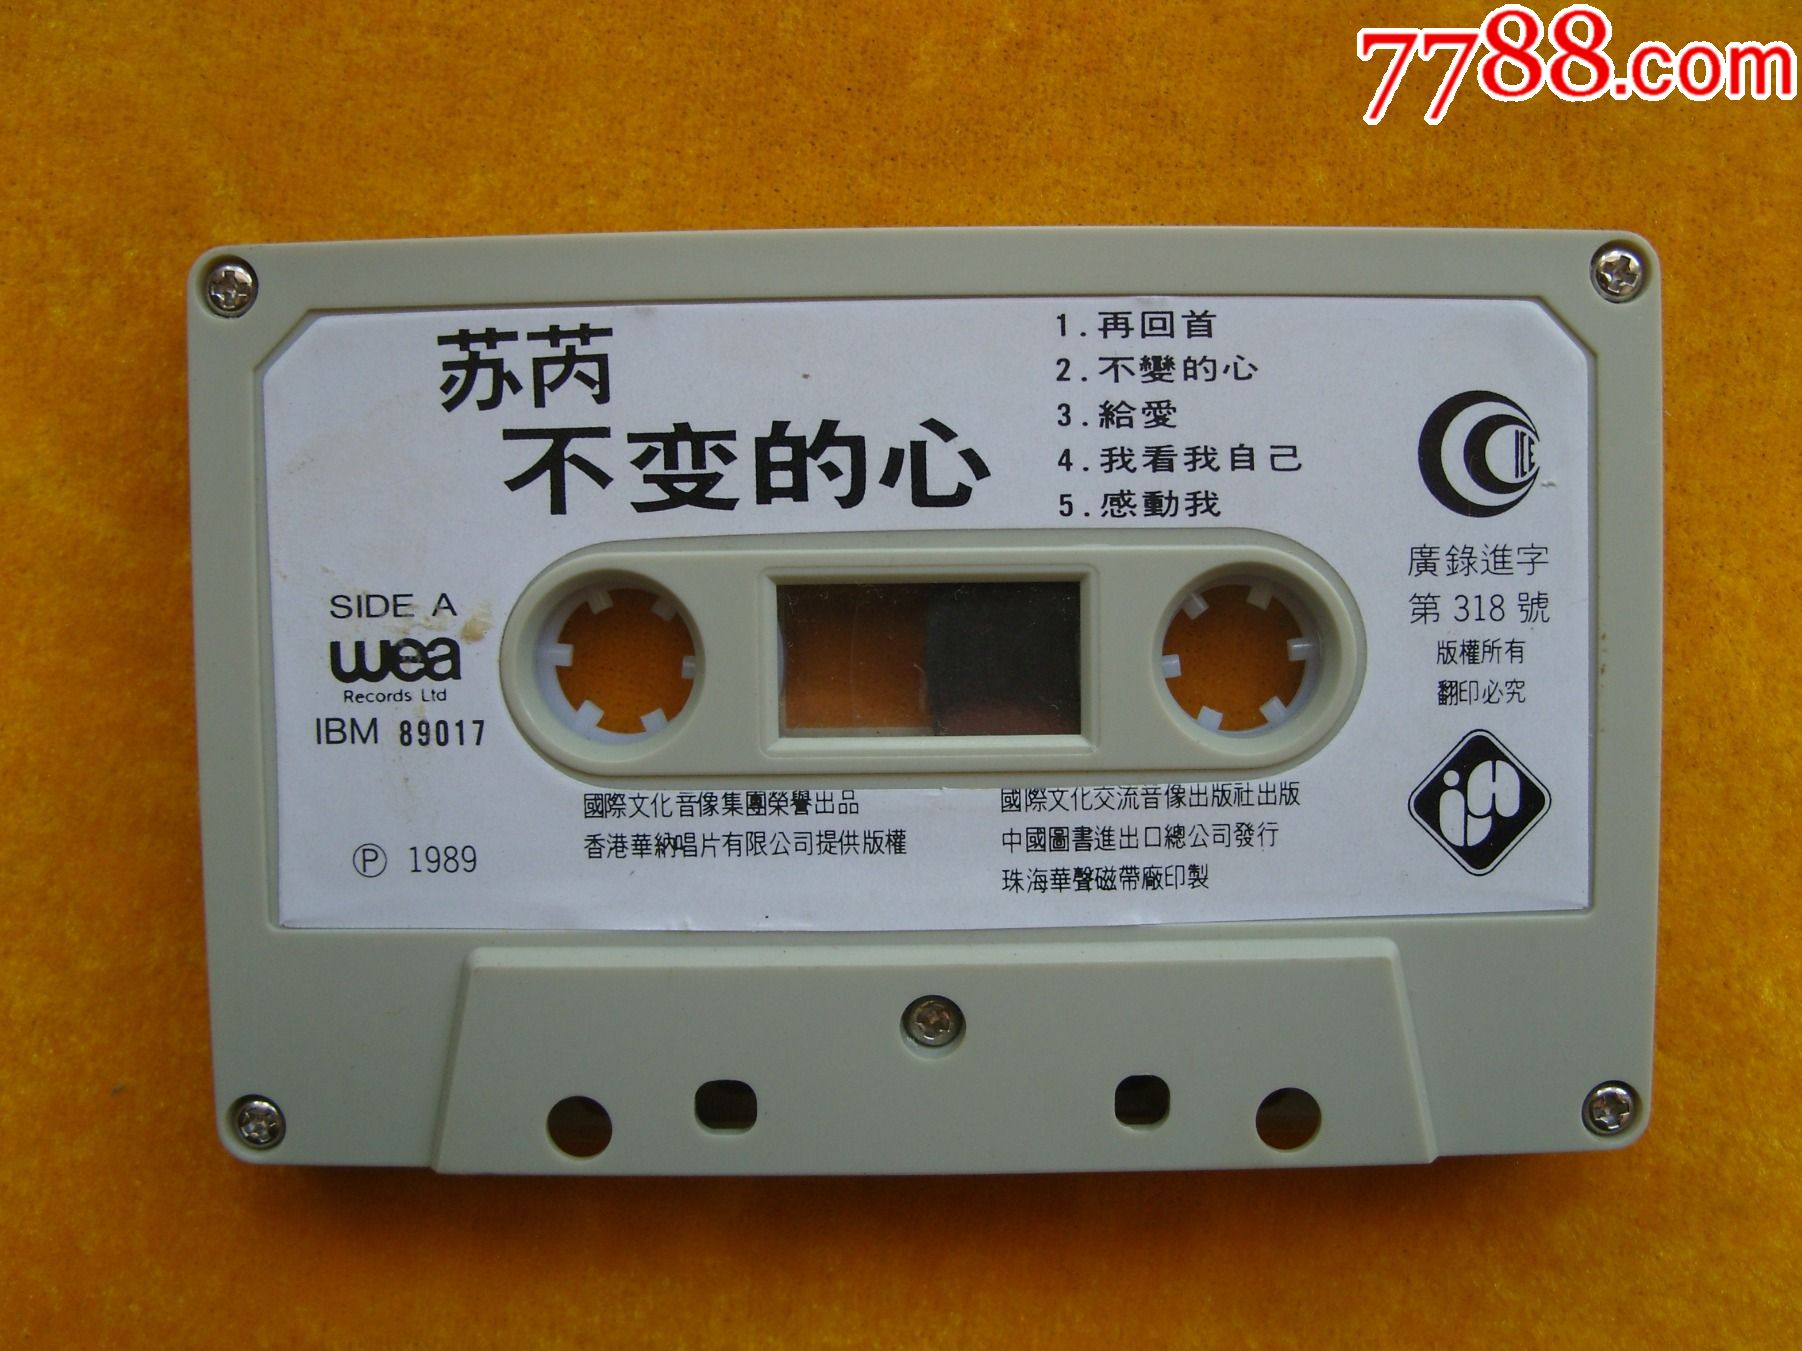 7788.com
苏芮
不变的心
1.再回首
2.不變的心
3.給愛
4.我看我自己
5.感動我
ICE
廣錄進字
第 318 號
版權所有
翻印必究
SIDE A
wea
Records Ltd
IBM 89017
Ⓟ 1989
國際文化音像集團榮譽出品
香港華納唱片有限公司提供版權
國際文化交流音像出版社出版
中國圖書進出口總公司發行
珠海華聲磁帶廠印製